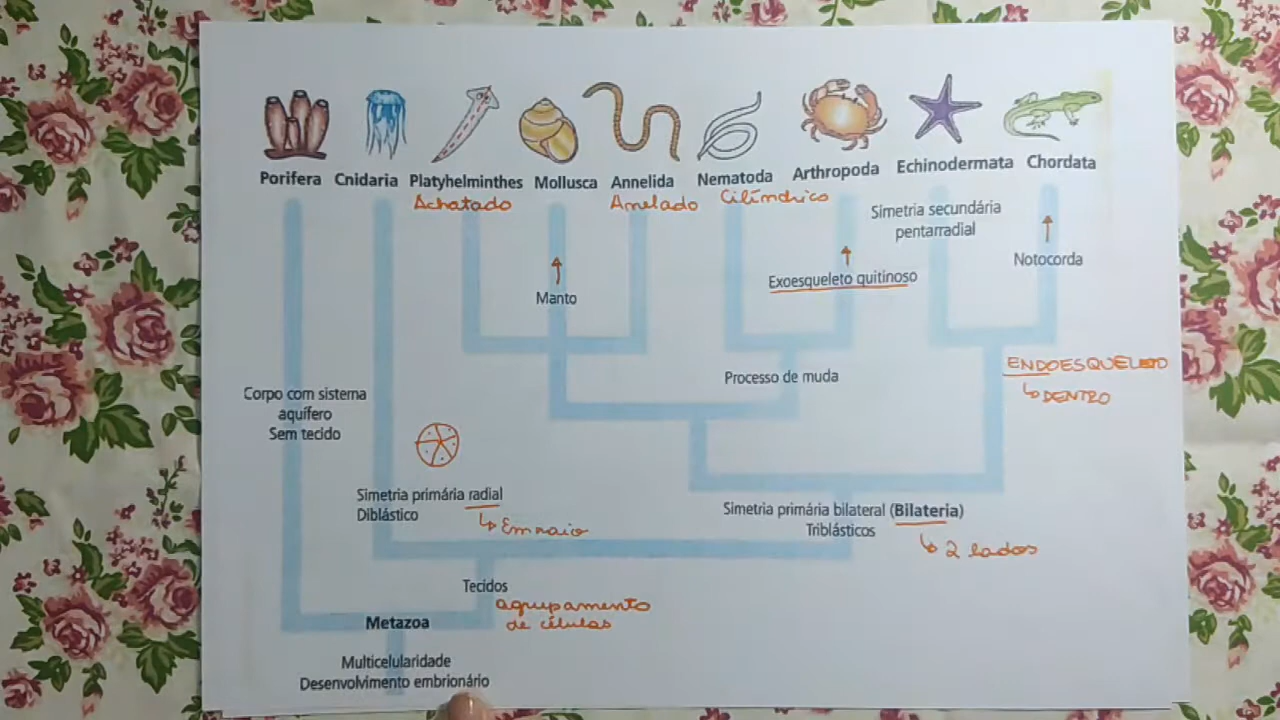 Porifera Cnidaria Platyhelminthes Mollusca Annelida Nematoda Arthropoda Echinodermata Chordata
Achatado Anelado Cilíndrico
Simetria secundária
pentarradial
Notocorda
Exoesqueleto quitinoso
Manto
ENDOESQUELETO
↳ DENTRO
Processo de muda
Corpo com sistema
aquífero
Sem tecido
Simetria primária radial
Diblástico
↳ Em raio
Simetria primária bilateral (Bilateria)
Triblásticos
↳ 2 lados
Tecidos
agrupamento
de células
Metazoa
Multicelularidade
Desenvolvimento embrionário